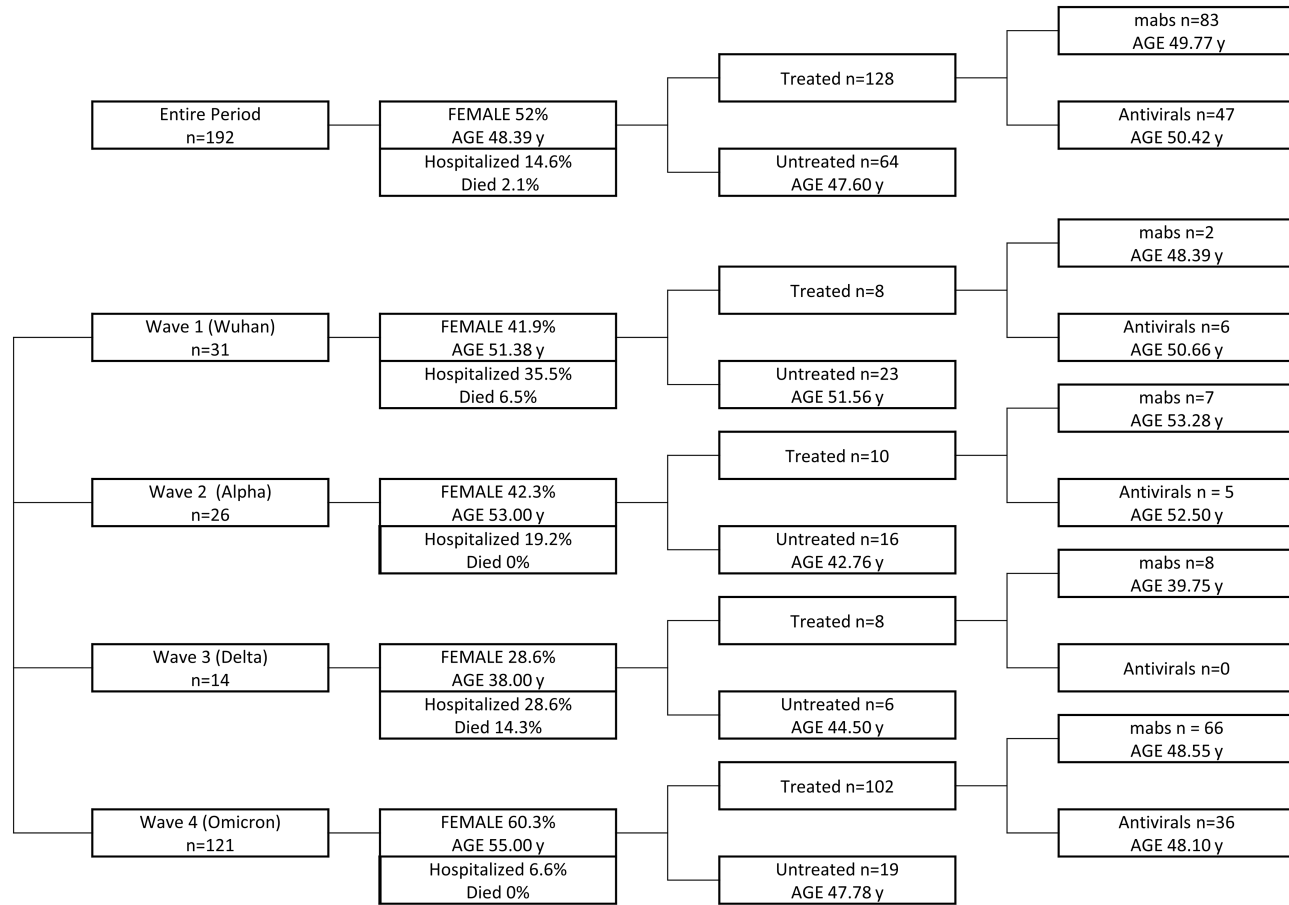 Entire Period
n=192
FEMALE 52%
AGE 48.39 y
Hospitalized 14.6%
Died 2.1%
Treated n=128
Untreated n=64
AGE 47.60 y
mabs n=83
AGE 49.77 y
Antivirals n=47
AGE 50.42 y
Wave 1 (Wuhan)
n=31
FEMALE 41.9%
AGE 51.38 y
Hospitalized 35.5%
Died 6.5%
Treated n=8
Untreated n=23
AGE 51.56 y
mabs n=2
AGE 48.39 y
Antivirals n=6
AGE 50.66 y
Wave 2 (Alpha)
n=26
FEMALE 42.3%
AGE 53.00 y
Hospitalized 19.2%
Died 0%
Treated n=10
Untreated n=16
AGE 42.76 y
mabs n=7
AGE 53.28 y
Antivirals n = 5
AGE 52.50 y
Wave 3 (Delta)
n=14
FEMALE 28.6%
AGE 38.00 y
Hospitalized 28.6%
Died 14.3%
Treated n=8
Untreated n=6
AGE 44.50 y
mabs n=8
AGE 39.75 y
Antivirals n=0
Wave 4 (Omicron)
n=121
FEMALE 60.3%
AGE 55.00 y
Hospitalized 6.6%
Died 0%
Treated n=102
Untreated n=19
AGE 47.78 y
mabs n = 66
AGE 48.55 y
Antivirals n=36
AGE 48.10 y